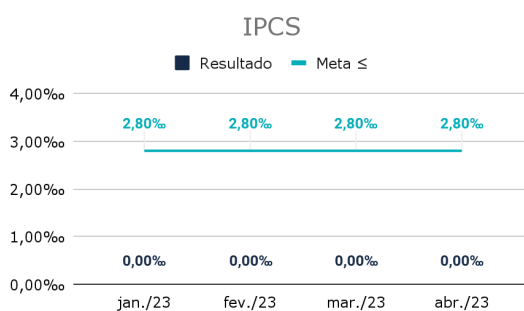 IPCS
Resultado Meta ≤
4,00‰
2,80‰ 2,80‰ 2,80‰ 2,80‰
3,00‰
2,00‰
1,00‰
0,00‰ 0,00‰ 0,00‰ 0,00‰
0,00‰
jan./23 fev./23 mar./23 abr./23